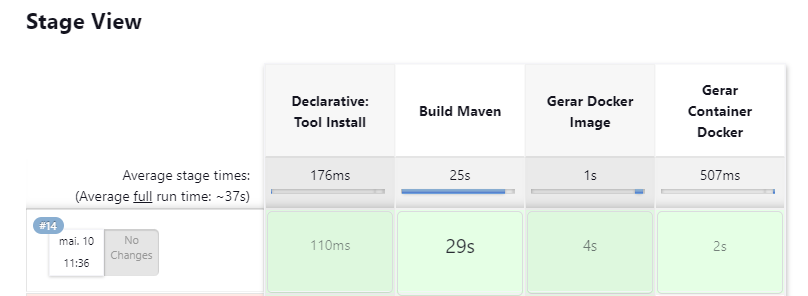 Stage View
Declarative:
Tool Install
Build Maven
Gerar Docker
Image
Gerar
Container
Docker
Average stage times:
(Average full run time: ~37s)
176ms
25s
1s
507ms
#14
mai. 10
11:36
No
Changes
110ms
29s
4s
2s